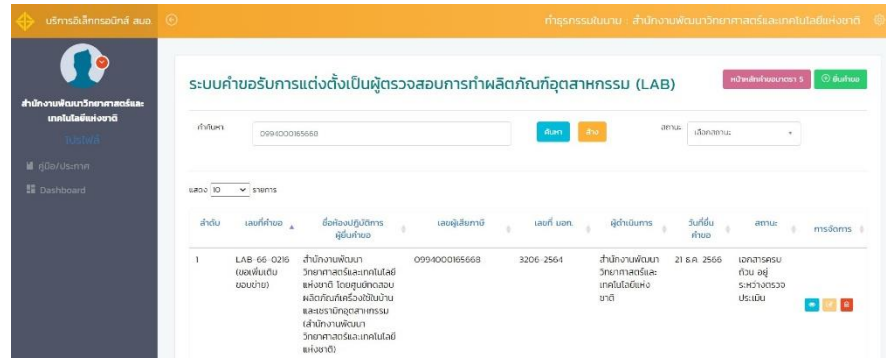 บริการอิเล็กทรอนิกส์ สมอ.
ทำธุรกรรมในนาม : สำนักงานพัฒนาวิทยาศาสตร์และเทคโนโลยีแห่งชาติ
สำนักงานพัฒนาวิทยาศาสตร์และ
เทคโนโลยีแห่งชาติ
โปรไฟล์
คู่มือ/ประกาศ
Dashboard
ระบบคำขอรับการแต่งตั้งเป็นผู้ตรวจสอบการทำผลิตภัณฑ์อุตสาหกรรม (LAB)
หน้าหลักคำขอมาตรา 5
ยื่นคำขอ
คำค้นหา
0994000165668
ค้นหา
ล้าง
สถานะ
เลือกสถานะ
แสดง 10 รายการ
ลำดับ เลขที่คำขอ ชื่อห้องปฏิบัติการ เลขผู้เสียภาษี เลขที่ มอก. ผู้ดำเนินการ วันที่ยื่น สถานะ การจัดการ
ผู้ยื่นคำขอ คำขอ
1 LAB-66-0216 สำนักงานพัฒนา 0994000165668 3206-2564 สำนักงานพัฒนา 21 ธ.ค. 2566 เอกสารครบ
(ขอเพิ่มเติม วิทยาศาสตร์และเทคโนโลยี วิทยาศาสตร์และ ถ้วน อยู่
ขอบข่าย) แห่งชาติ โดยศูนย์ทดสอบ เทคโนโลยีแห่ง ระหว่างตรวจ
ผลิตภัณฑ์เครื่องใช้ในบ้าน ชาติ ประเมิน
และเซรามิกอุตสาหกรรม
(สำนักงานพัฒนา
วิทยาศาสตร์และเทคโนโลยี
แห่งชาติ)